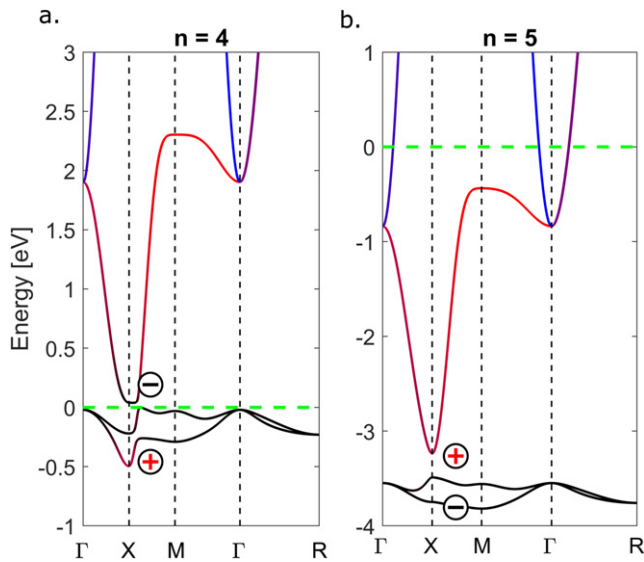 a.
n = 4
Energy [eV]
3
2.5
2
1.5
1
0.5
0
-0.5
-1
Γ X M Γ R
−
+
b.
n = 5
1
0
-1
-2
-3
-4
Γ X M Γ R
+
−